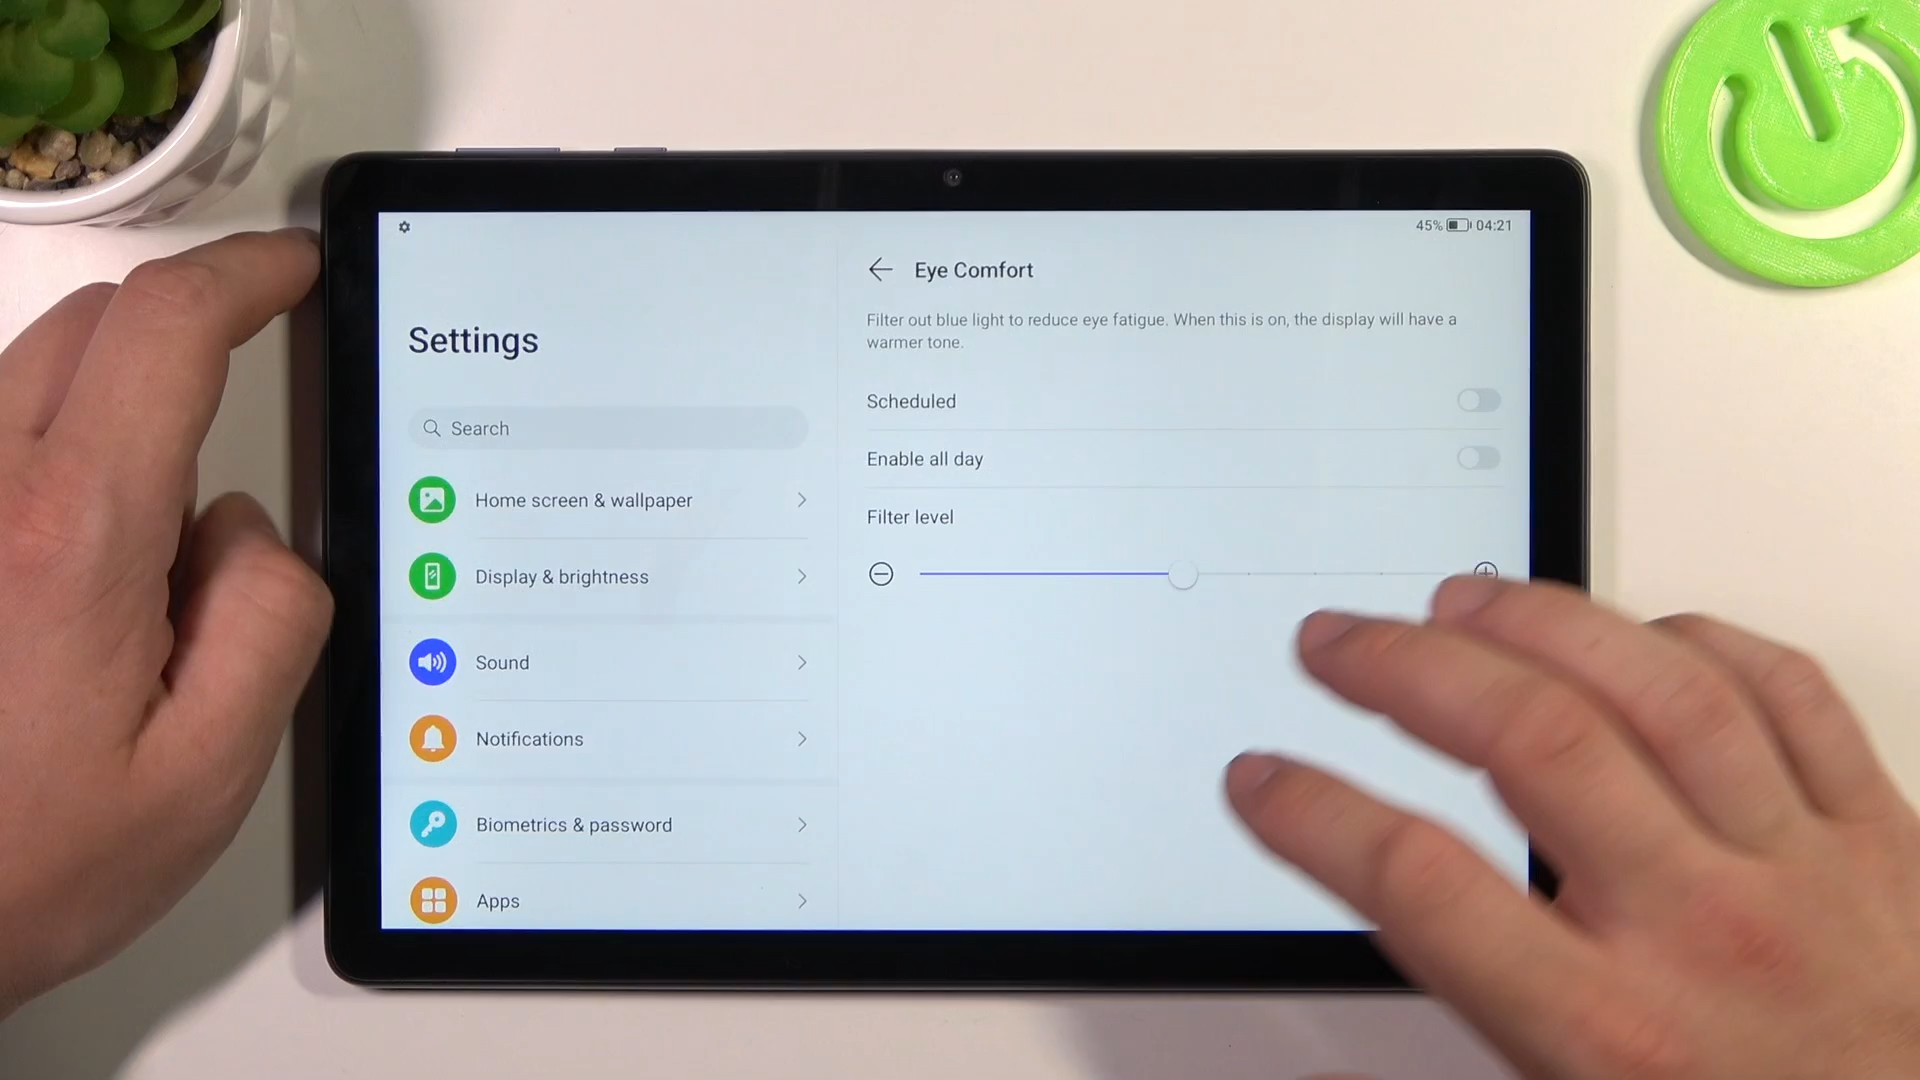 45% 04:21
Settings
Search
Home screen & wallpaper
Display & brightness
Sound
Notifications
Biometrics & password
Apps
Eye Comfort
Filter out blue light to reduce eye fatigue. When this is on, the display will have a
warmer tone.
Scheduled
Enable all day
Filter level